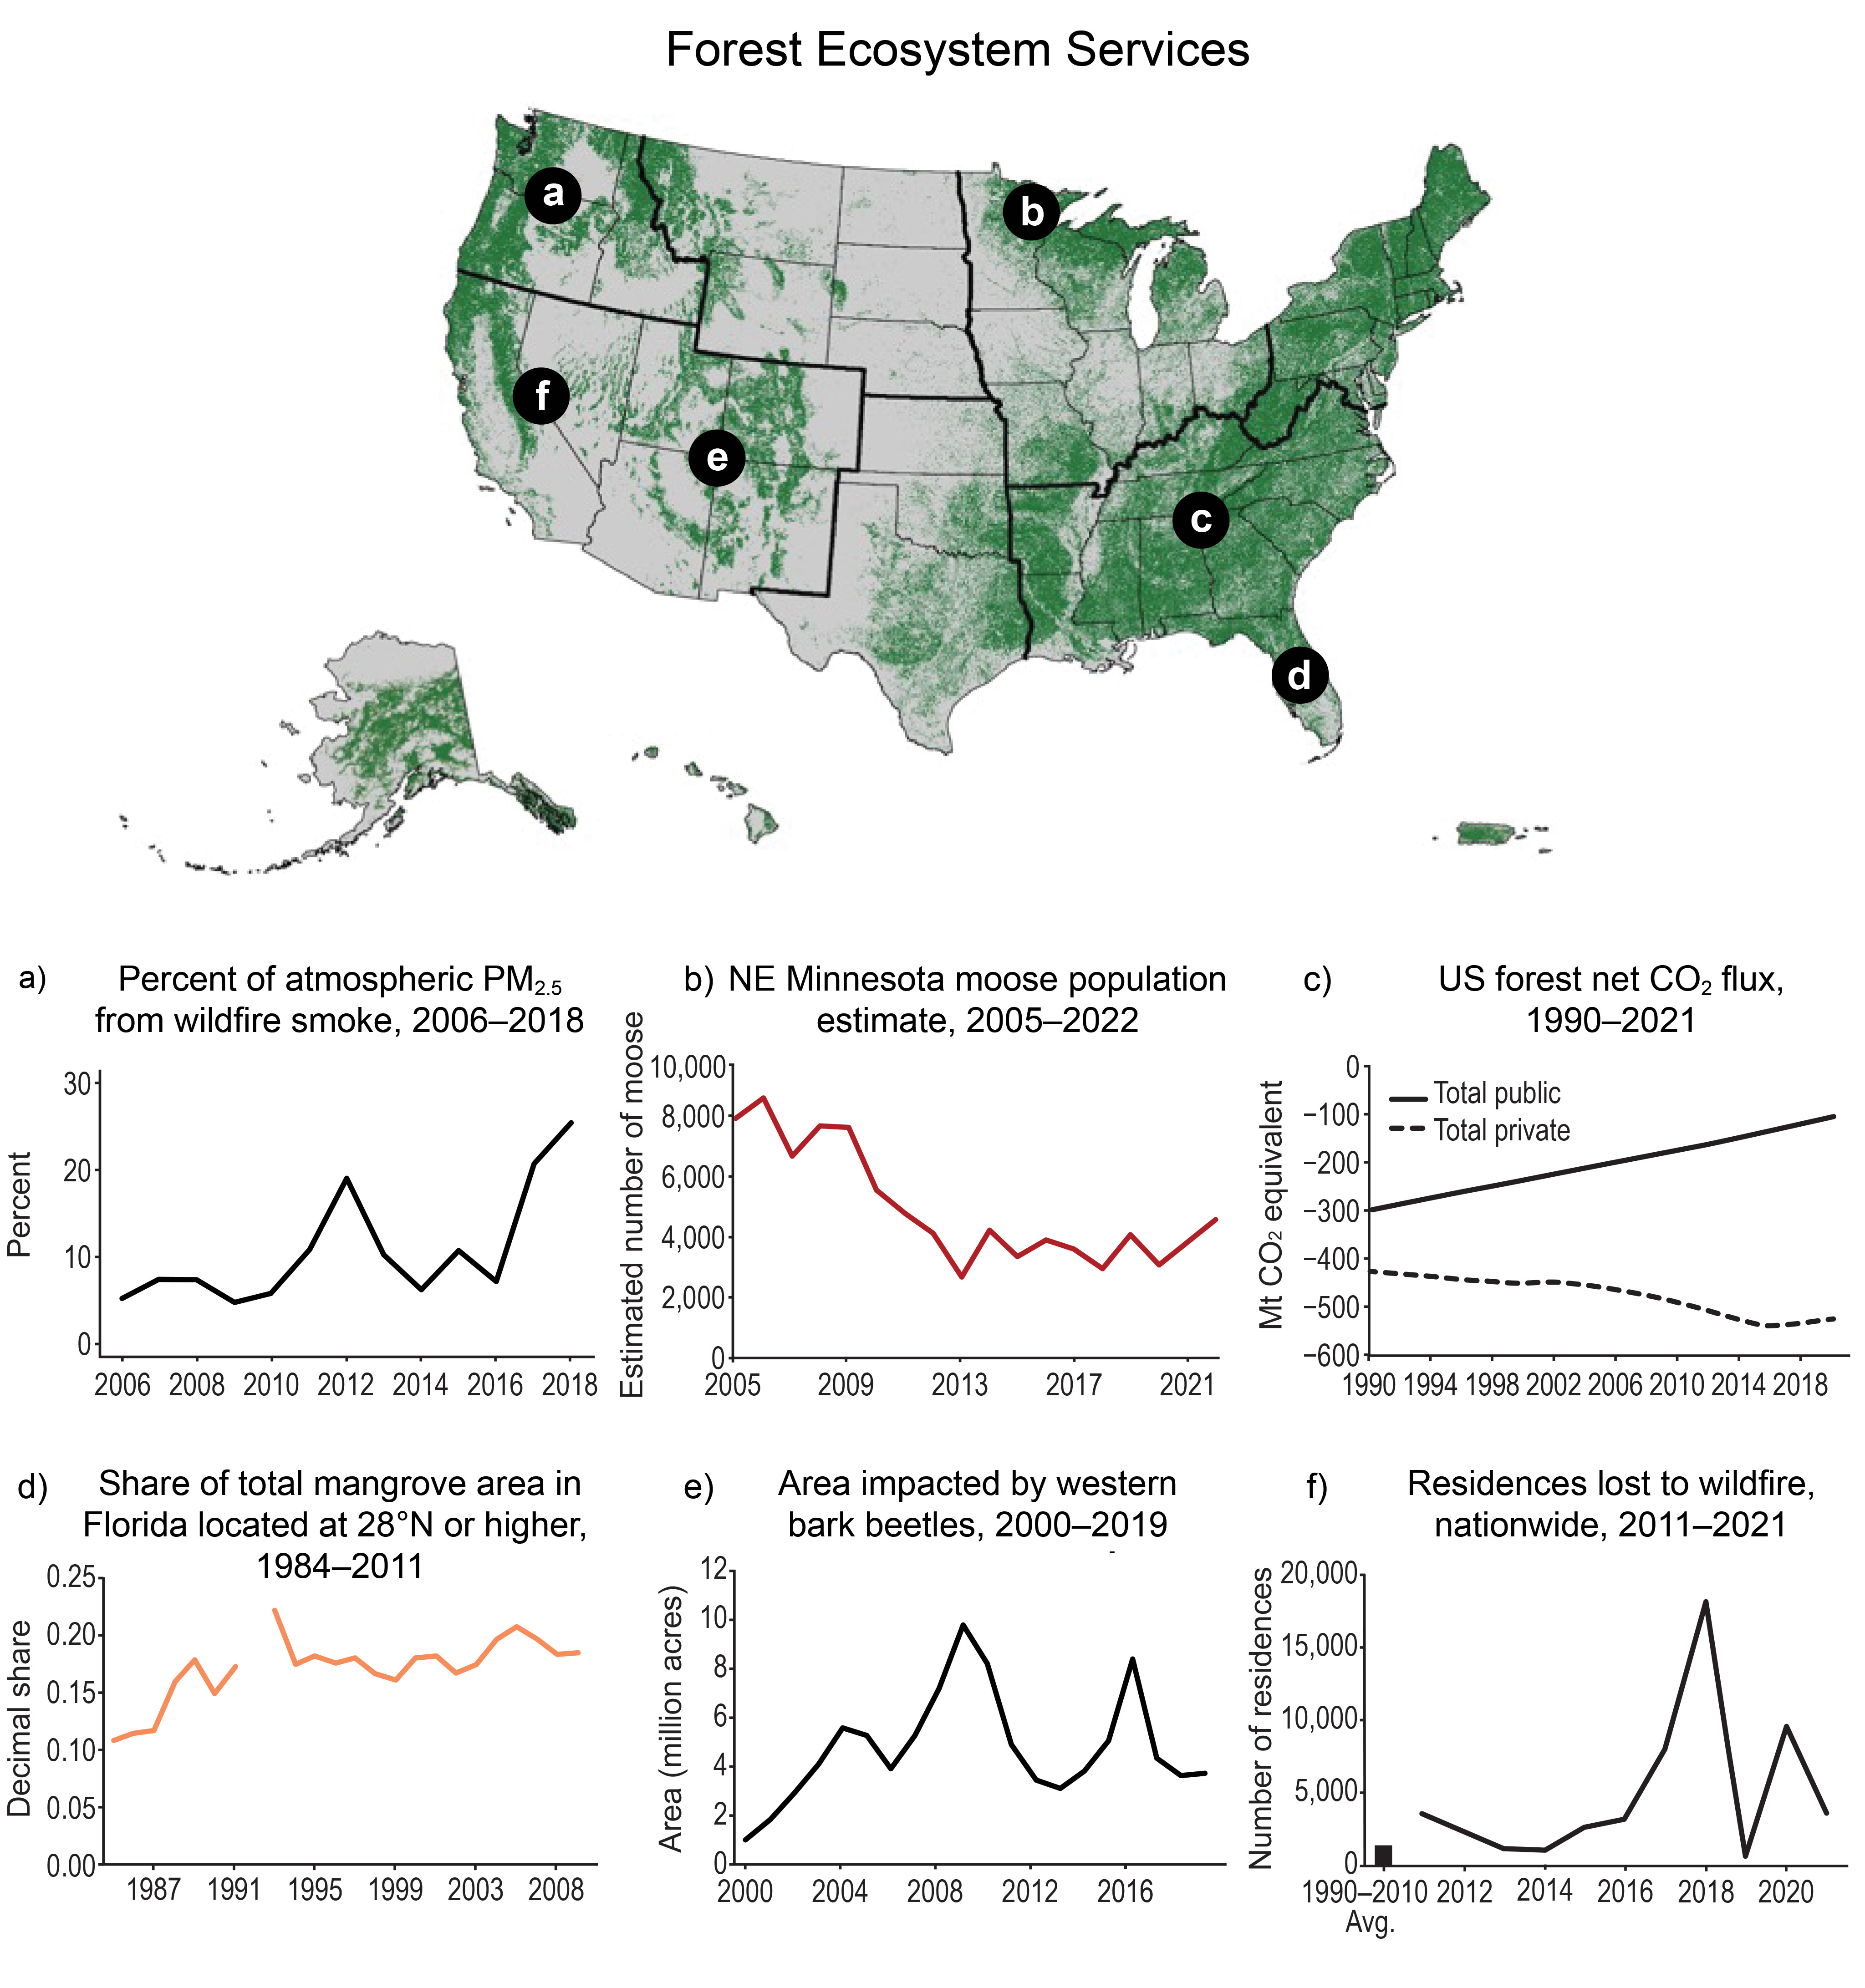 Forest Ecosystem Services
a
b
f
e
c
d
a) Percent of atmospheric PM2.5
from wildfire smoke, 2006–2018
Percent
30
20
10
0
2006 2008 2010 2012 2014 2016 2018
b) NE Minnesota moose population
estimate, 2005–2022
Estimated number of moose
10,000
8,000
6,000
4,000
2,000
0
2005 2009 2013 2017 2021
c) US forest net CO2 flux,
1990–2021
Mt CO2 equivalent
0
–100
–200
–300
–400
–500
–600
Total public
Total private
1990 1994 1998 2002 2006 2010 2014 2018
d) Share of total mangrove area in
Florida located at 28°N or higher,
1984–2011
Decimal share
0.25
0.20
0.15
0.10
0.05
0.00
1987 1991 1995 1999 2003 2008
e) Area impacted by western
bark beetles, 2000–2019
Area (million acres)
12
10
8
6
4
2
0
2000 2004 2008 2012 2016
f) Residences lost to wildfire,
nationwide, 2011–2021
Number of residences
20,000
15,000
10,000
5,000
0
1990–2010 2012 2014 2016 2018 2020
Avg.